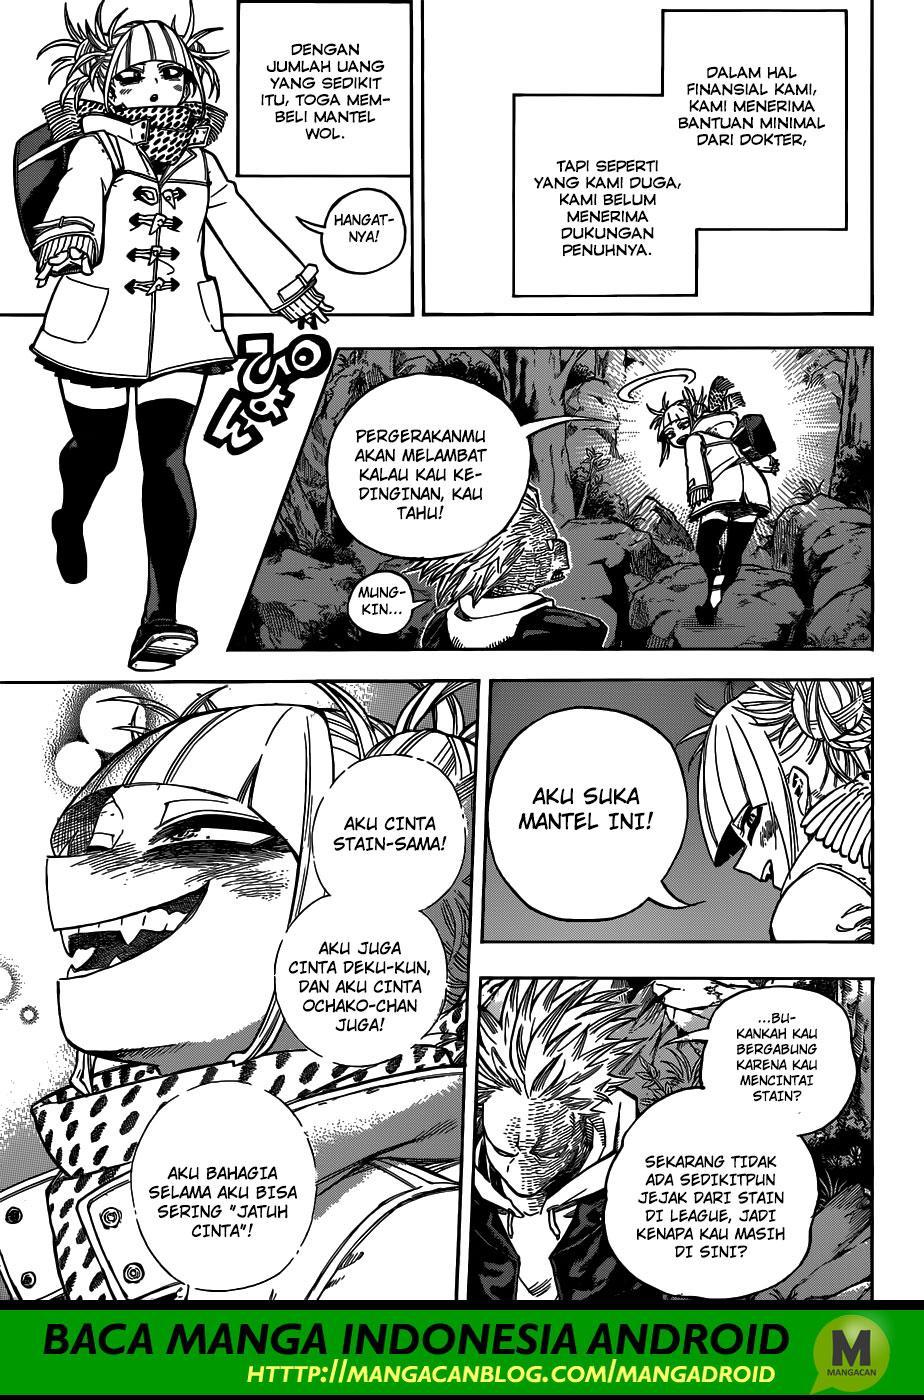 DALAM HAL
FINANSIAL KAMI,
KAMI MENERIMA
BANTUAN MINIMAL
DARI DOKTER,
TAPI SEPERTI
YANG KAMI DUGA,
KAMI BELUM
MENERIMA
DUKUNGAN
PENUHNYA.
DENGAN
JUMLAH UANG
YANG SEDIKIT
ITU, TOGA MEM-
BELI MANTEL
WOL.
HANGAT-
NYA!
PERGERAKANMU
AKAN MELAMBAT
KALAU KAU KE-
DINGINAN, KAU
TAHU!
MUNG-
KIN...
AKU SUKA
MANTEL INI!
...BU-
KANKAH KAU
BERGABUNG
KARENA KAU
MENCINTAI
STAIN?
SEKARANG TIDAK
ADA SEDIKITPUN
JEJAK DARI STAIN
DI LEAGUE, JADI
KENAPA KAU MASIH
DI SINI?
AKU CINTA
STAIN-SAMA!
AKU JUGA
CINTA DEKU-KUN,
DAN AKU CINTA
OCHAKO-CHAN
JUGA!
AKU BAHAGIA
SELAMA AKU BISA
SERING "JATUH
CINTA"!
BACA MANGA INDONESIA ANDROID
HTTTP://MANGACANBLOG.COM/MANGADROID
M
MANGACAN